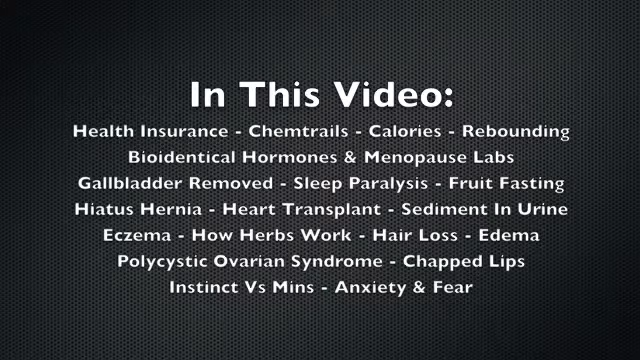 In This Video:
Health Insurance - Chemtrails - Calories - Rebounding
Bioidentical Hormones & Menopause Labs
Gallbladder Removed - Sleep Paralysis - Fruit Fasting
Hiatus Hernia - Heart Transplant - Sediment In Urine
Eczema - How Herbs Work - Hair Loss - Edema
Polycystic Ovarian Syndrome - Chapped Lips
Instinct Vs Mins - Anxiety & Fear